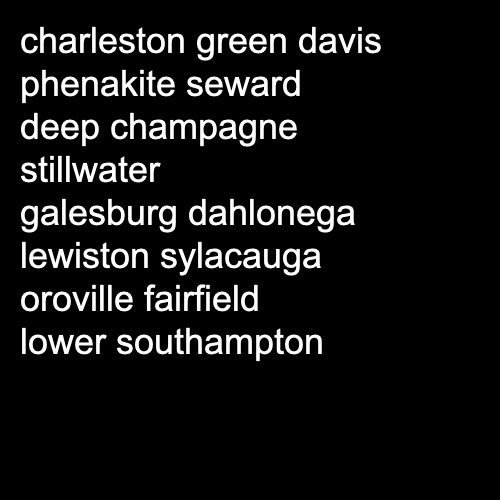 charleston green davis
phenakite seward
deep champagne
stillwater
galesburg dahlonega
lewiston sylacauga
oroville fairfield
lower southampton